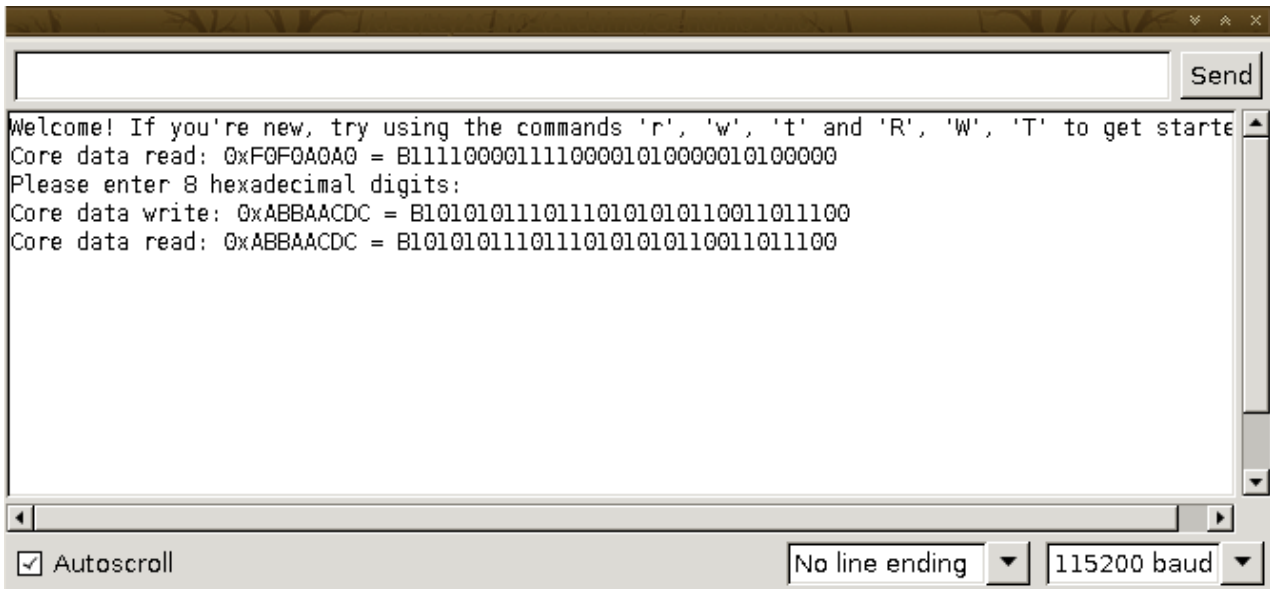 Send
Welcome! If you're new, try using the commands 'r', 'w', 't' and 'R', 'W', 'T' to get starte
Core data read: 0xF0F0A0A0 = B11110000111100001010000010100000
Please enter 8 hexadecimal digits:
Core data write: 0xABBAACDC = B10101011101110101010110011011100
Core data read: 0xABBAACDC = B10101011101110101010110011011100
Autoscroll
No line ending
115200 baud